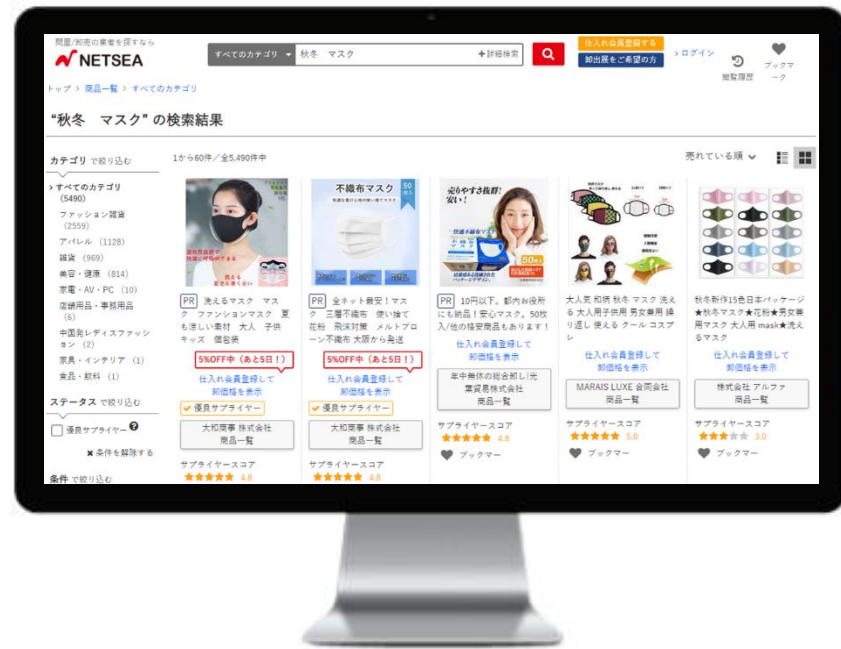 問屋/卸売の業者を探すなら
NETSEA
すべてのカテゴリ
秋冬 マスク
+詳細検索
仕入れ会員登録する
卸出展をご希望の方
›ログイン
閲覧履歴
ブックマ
ーク
トップ › 商品一覧 › すべてのカテゴリ
“秋冬 マスク” の検索結果
カテゴリ で絞り込む
1から60件／全5,490件中
売れている順
›すべてのカテゴリ
(5490)
ファッション雑貨
(2559)
アパレル (1128)
雑貨 (969)
美容・健康 (814)
家電・AV・PC (10)
店舗用品・事務用品
(6)
中国発レディスファッシ
ョン (2)
家具・インテリア (1)
食品・飲料 (1)
ステータス で絞り込む
優良サプライヤー
×条件を解除する
条件 で絞り込む
洗える
不織布マスク
50
PR 洗えるマスク マス
ク ファンションマスク 夏
も涼しい素材 大人 子供
キッズ 個包装
5%OFF中（あと5日！）
仕入れ会員登録して
卸価格を表示
優良サプライヤー
大和商事 株式会社
商品一覧
サプライヤースコア
★★★★★ 4.8
PR 全ネット最安！マス
ク 三層不織布 使い捨て
花粉 飛沫対策 メルトブロ
ーン不織布 大阪から発送
5%OFF中（あと5日！）
仕入れ会員登録して
卸価格を表示
優良サプライヤー
大和商事 株式会社
商品一覧
サプライヤースコア
★★★★★ 4.8
売りやすさ抜群!
安い!
快適不織布マスク
50
PR 10円以下。都内お役所
にも納品！安心マスク。50枚
入/他の格安商品もあります！
仕入れ会員登録して
卸価格を表示
年中無休の総合卸し|光
葉貿易株式会社
商品一覧
サプライヤースコア
★★★★★ 4.8
ブックマー
大人気 和柄 秋冬 マスク 洗え
る 大人用子供用 男女兼用 繰
り返し 使える クール コスプ
レ
仕入れ会員登録して
卸価格を表示
MARAIS LUXE 合同会社
商品一覧
サプライヤースコア
★★★★★ 5.0
ブックマー
秋冬新作15色日本パッケージ
★秋冬マスク★花粉★男女兼
用マスク 大人用 mask★洗え
るマスク
仕入れ会員登録して
卸価格を表示
株式会社 アルファ
商品一覧
サプライヤースコア
★★★★★ 3.0
ブックマー